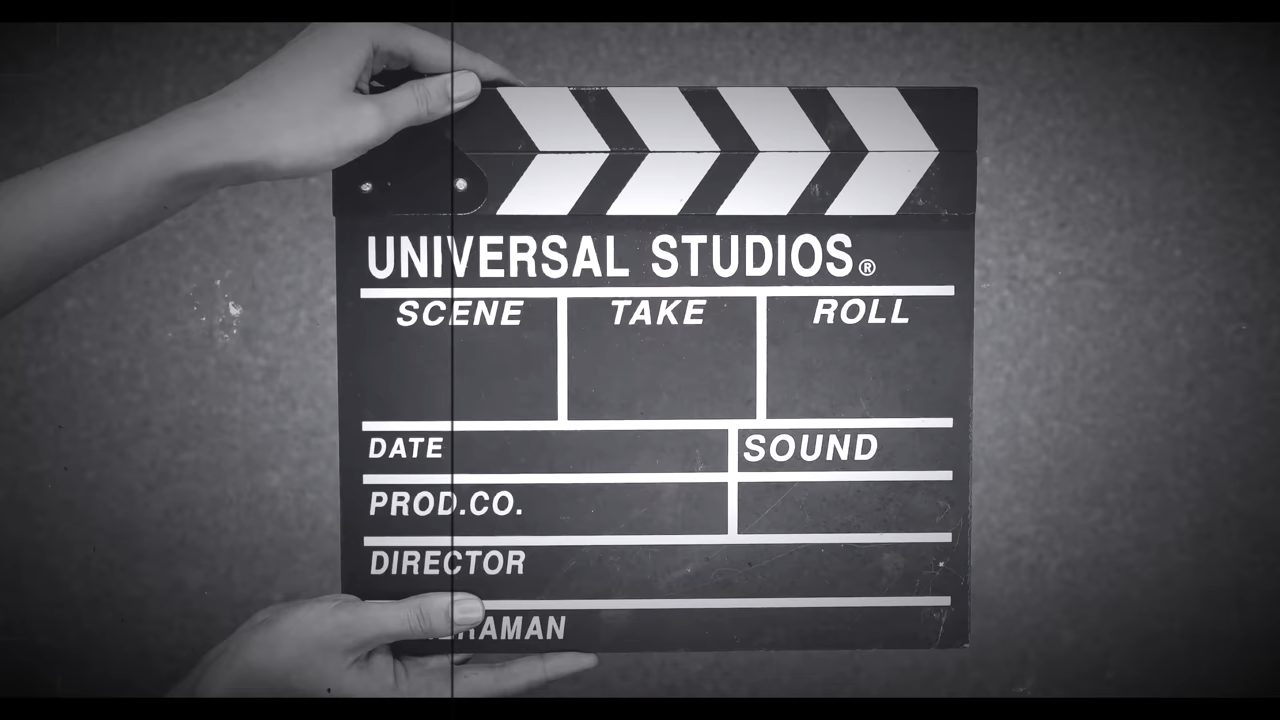 UNIVERSAL STUDIOS®
SCENE TAKE ROLL
DATE SOUND
PROD.CO.
DIRECTOR